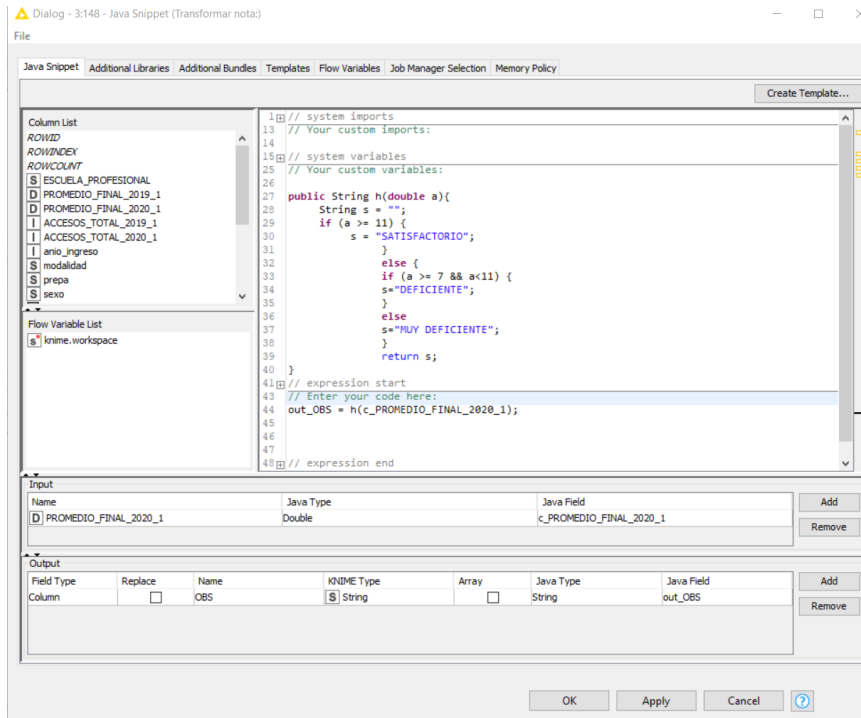 Dialog - 3:148 - Java Snippet (Transformar nota:)
File
Java Snippet Additional Libraries Additional Bundles Templates Flow Variables Job Manager Selection Memory Policy
Create Template...
Column List
ROWID
ROWINDEX
ROWCOUNT
S ESCUELA_PROFESIONAL
D PROMEDIO_FINAL_2019_1
D PROMEDIO_FINAL_2020_1
I ACCESOS_TOTAL_2019_1
I ACCESOS_TOTAL_2020_1
I anio_ingreso
S modalidad
S prepa
S sexo
Flow Variable List
s knime.workspace
1 // system imports
13 // Your custom imports:
14
15 // system variables
25 // Your custom variables:
26
27 public String h(double a){
28 String s = "";
29 if (a >= 11) {
30 s = "SATISFACTORIO";
31 }
32 else {
33 if (a >= 7 && a<11) {
34 s="DEFICIENTE";
35 }
36 else
37 s="MUY DEFICIENTE";
38 }
39 return s;
40 }
41 // expression start
43 // Enter your code here:
44 out_OBS = h(c_PROMEDIO_FINAL_2020_1);
45
46
47
48 // expression end
Input
Name Java Type Java Field
D PROMEDIO_FINAL_2020_1 Double c_PROMEDIO_FINAL_2020_1
Add
Remove
Output
Field Type Replace Name KNIME Type Array Java Type Java Field
Column OBS S String String out_OBS
Add
Remove
OK Apply Cancel ?